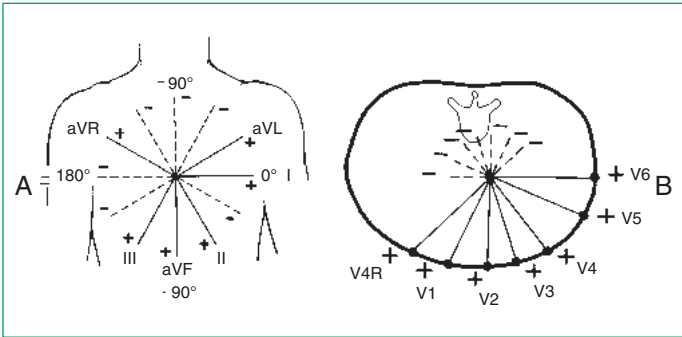 A
- 90°
aVR
aVL
± 180°
0° I
III
II
aVF
- 90°
B
V6
V5
V4
V3
V2
V1
V4R